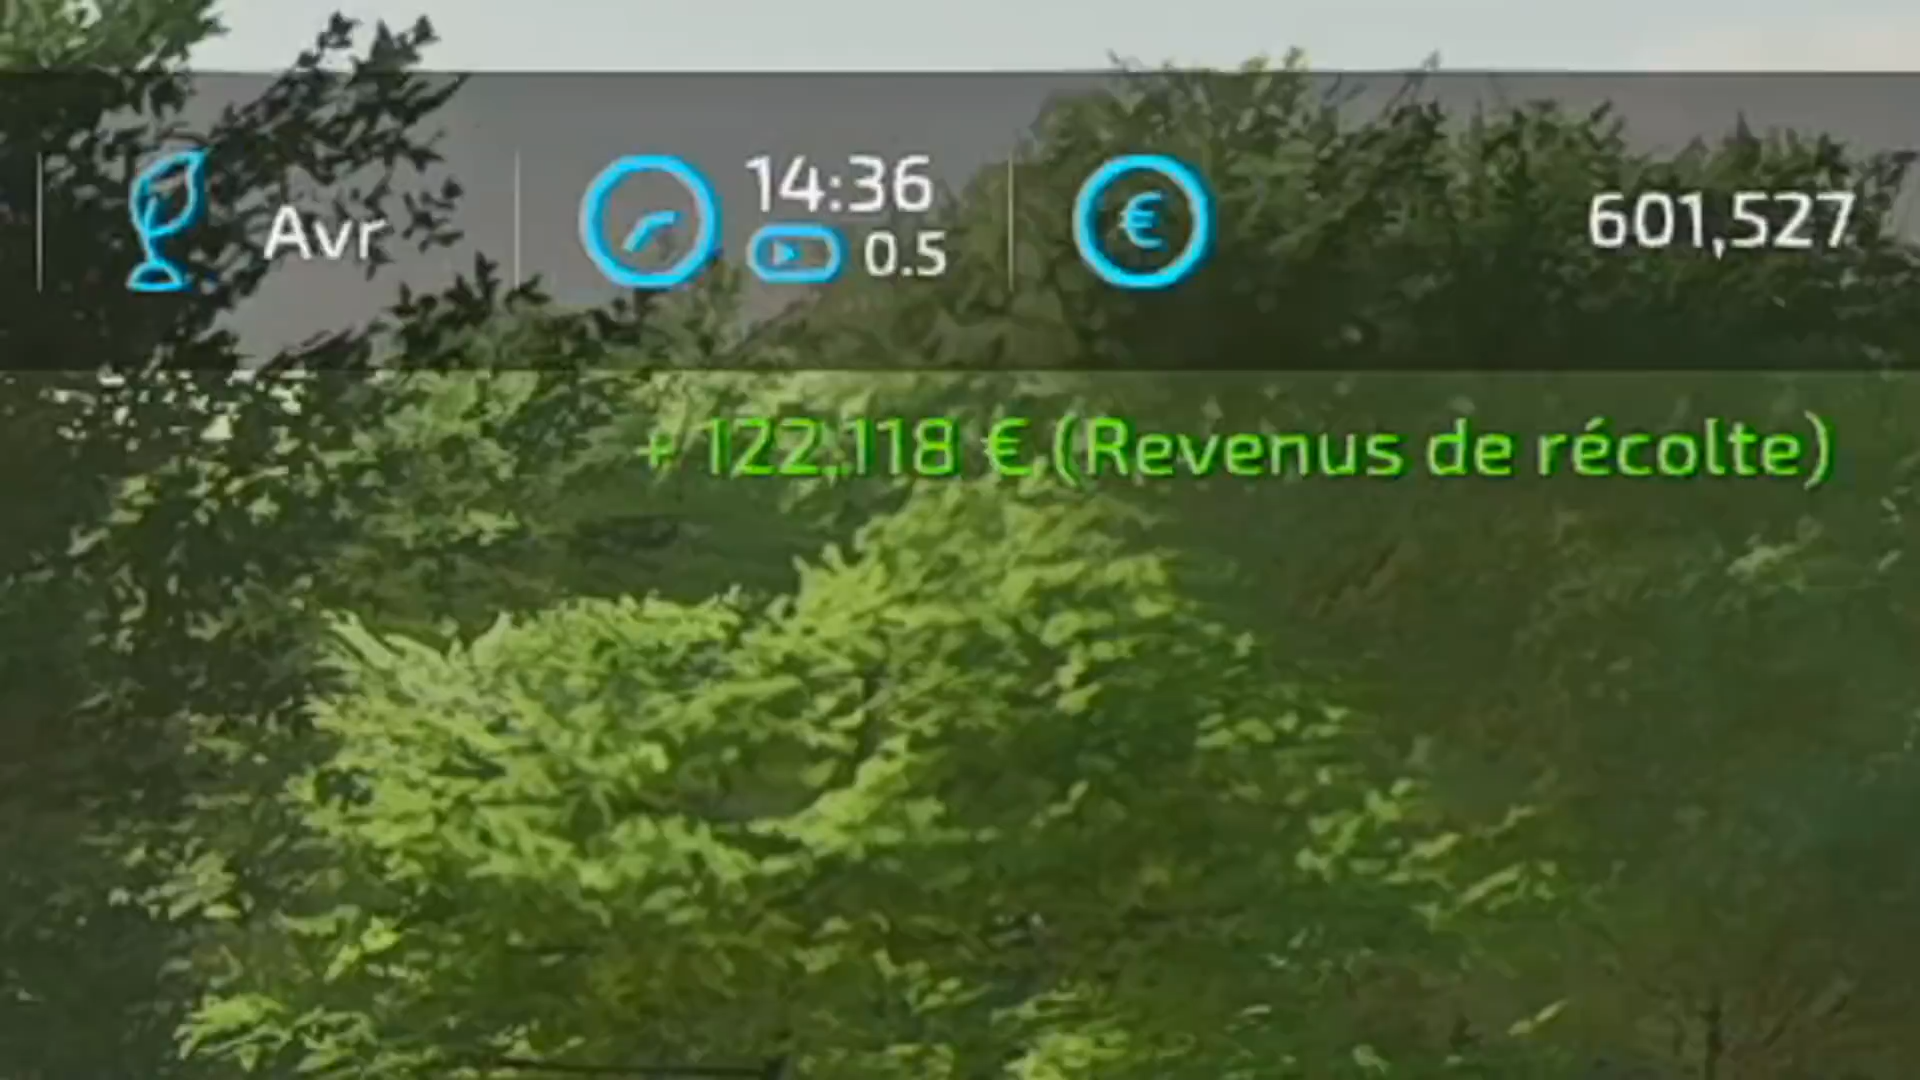 Avr
14:36
0.5
€ 601,527
+ 122,118 € (Revenus de récolte)